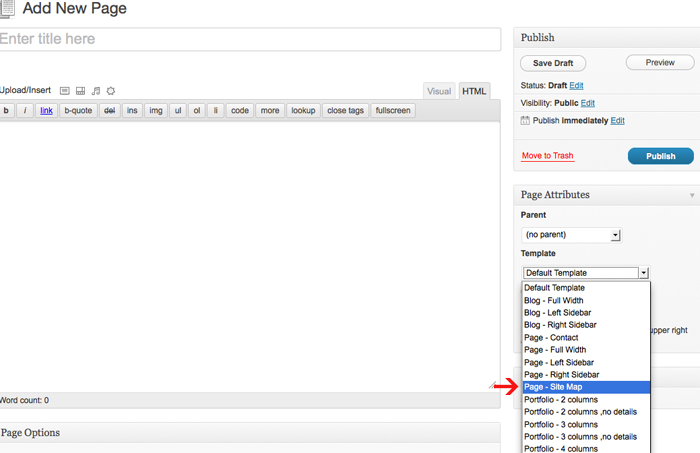 Add New Page
Enter title here
Upload/Insert
Visual
HTML
b
i
link
b-quote
del
ins
img
ul
ol
li
code
more
lookup
close tags
fullscreen
Word count: 0
Page Options
Publish
Save Draft
Preview
Status: Draft Edit
Visibility: Public Edit
Publish immediately Edit
Move to Trash
Publish
Page Attributes
Parent
(no parent)
Template
Default Template
Default Template
Blog - Full Width
Blog - Left Sidebar
Blog - Right Sidebar
Page - Contact
Page - Full Width
upper right
Page - Left Sidebar
Page - Right Sidebar
Page - Site Map
Portfolio - 2 columns
Portfolio - 2 columns ,no details
Portfolio - 3 columns
Portfolio - 3 columns ,no details
Portfolio - 4 columns